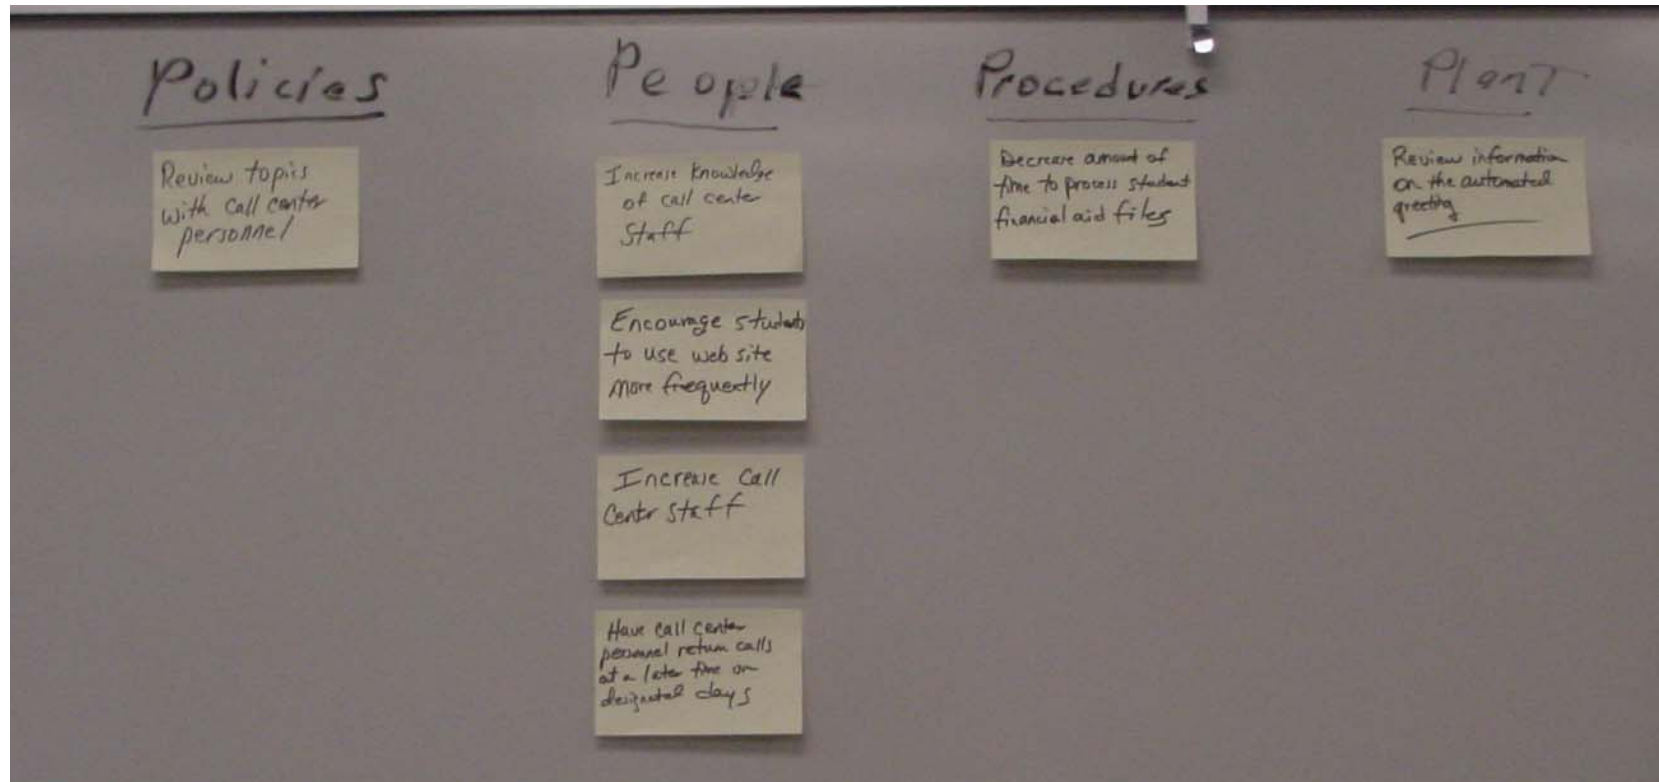 Policies
Review topics
with call center
personnel
People
Increase knowledge
of call center
Staff
Encourage students
to use web site
more frequently
Increase Call
Center staff
Have call center
personnel return calls
at a later time on
designated days
Procedures
Decrease amount of
time to process student
financial aid files
Plant
Review information
on the automated
greeting